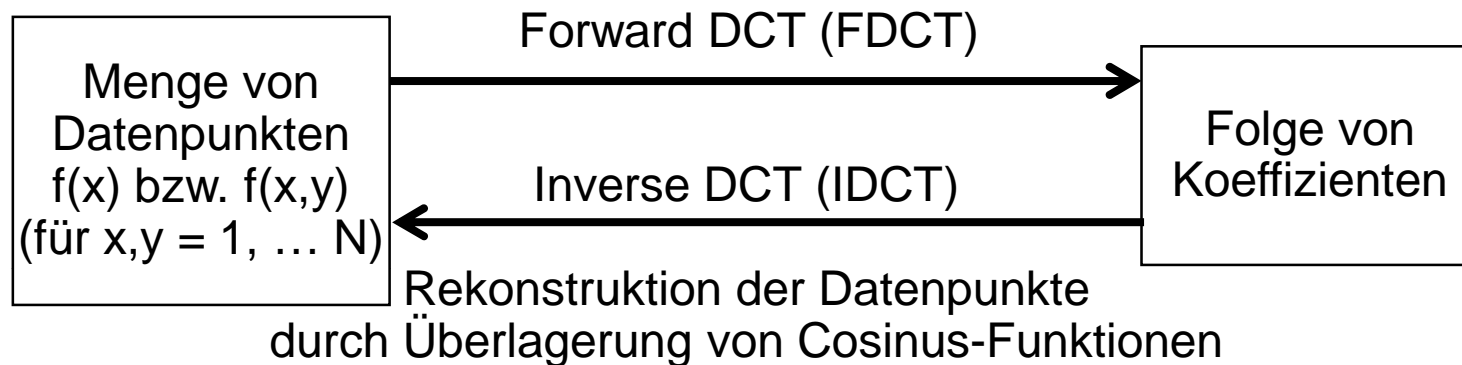 Forward DCT (FDCT)
Menge von
Datenpunkten
f(x) bzw. f(x,y)
(für x,y = 1, … N)
Folge von
Koeffizienten
Inverse DCT (IDCT)
Rekonstruktion der Datenpunkte
durch Überlagerung von Cosinus-Funktionen